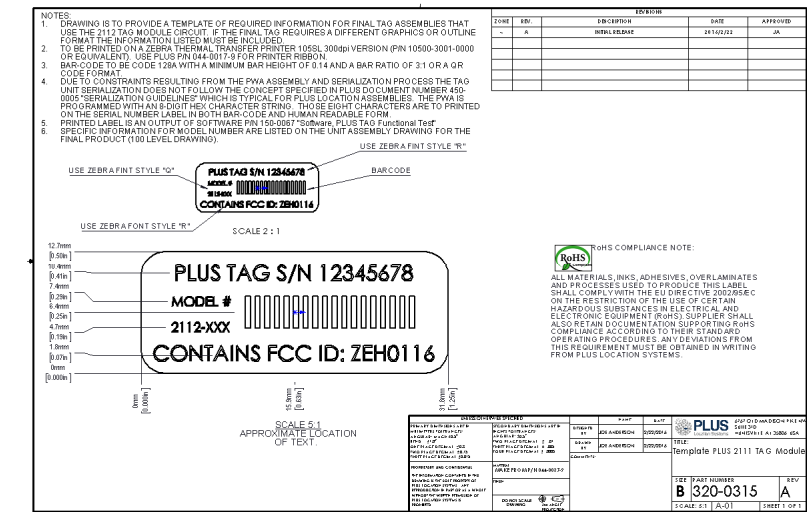 NOTES:
1. DRAWING IS TO PROVIDE A TEMPLATE OF REQUIRED INFORMATION FOR FINAL TAG ASSEMBLIES THAT
USE THE 2112 TAG MODULE CIRCUIT. IF THE FINAL TAG REQUIRES A DIFFERENT GRAPHICS OR OUTLINE
FORMAT THE INFORMATION LISTED MUST BE INCLUDED.
2. TO BE PRINTED ON A ZEBRA THERMAL TRANSFER PRINTER 105SL 300dpi VERSION (P/N 10500-3001-0000
OR EQUIVALENT). USE PLUS P/N 044-0017-9 FOR PRINTER RIBBON.
3. BAR-CODE TO BE CODE 128A WITH A MINIMUM BAR HEIGHT OF 0.14 AND A BAR RATIO OF 3:1 OR A QR
CODE FORMAT.
4. DUE TO CONSTRAINTS RESULTING FROM THE PWA ASSEMBLY AND SERIALIZATION PROCESS THE TAG
UNIT SERIALIZATION DOES NOT FOLLOW THE CONCEPT SPECIFIED IN PLUS DOCUMENT NUMBER 450-
0005 "SERIALIZATION GUIDELINES" WHICH IS TYPICAL FOR PLUS LOCATION ASSEMBLIES. THE PWA IS
PROGRAMMED WITH AN 8-DIGIT HEX CHARACTER STRING. THOSE EIGHT CHARACTERS ARE TO PRINTED
ON THE SERIAL NUMBER LABEL IN BOTH BAR-CODE AND HUMAN READABLE FORM.
5. PRINTED LABEL IS AN OUTPUT OF SOFTWARE P/N 150-0067 "Software, PLUS TAG Functional Test"
6. SPECIFIC INFORMATION FOR MODEL NUMBER ARE LISTED ON THE UNIT ASSEMBLY DRAWING FOR THE
FINAL PRODUCT (100 LEVEL DRAWING).
REVISIONS
ZONE REV. DESCRIPTION DATE APPROVED
~ A INITIAL RELEASE 2016/2/22 JA
USE ZEBRA FINT STYLE "R"
USE ZEBRA FINT STYLE "Q"
BARCODE
PLUS TAG S/N 12345678
MODEL #
2112-XXX
CONTAINS FCC ID: ZEH0116
USE ZEBRA FONT STYLE "R"
SCALE 2 : 1
12.7mm
[0.50in]
10.4mm
[0.41in]
7.4mm
[0.29in]
6.4mm
[0.25in]
4.7mm
[0.19in]
1.8mm
[0.07in]
0mm
[0.000in]
PLUS TAG S/N 12345678
MODEL #
2112-XXX
CONTAINS FCC ID: ZEH0116
0mm
[0.000in]
15.9mm
[0.63in]
31.8mm
[1.25in]
SCALE 5:1
APPROXIMATE LOCATION
OF TEXT.
RoHS
RoHS COMPLIANCE NOTE:
ALL MATERIALS, INKS, ADHESIVES, OVERLAMINATES
AND PROCESSES USED TO PRODUCE THIS LABEL
SHALL COMPLY WITH THE EU DIRECTIVE 2002/95/EC
ON THE RESTRICTION OF THE USE OF CERTAIN
HAZARDOUS SUBSTANCES IN ELECTRICAL AND
ELECTRONIC EQUIPMENT (RoHS). SUPPLIER SHALL
ALSO RETAIN DOCUMENTATION SUPPORTING RoHS
COMPLIANCE ACCORDING TO THEIR STANDARD
OPERATING PROCEDURES. ANY DEVIATIONS FROM
THIS REQUIREMENT MUST BE OBTAINED IN WRITING
FROM PLUS LOCATION SYSTEMS.
NAME DATE
JOE ANDERSON 2/22/2016
JOE ANDERSON 2/22/2016
PROPRIETARY AND CONFIDENTIAL
DO NOT SCALE DRAWING
PLUS
TITLE:
Template PLUS 2111 TAG Module
SIZE PART NUMBER REV
B 320-0315 A
SCALE: 5:1 A-01 SHEET 1 OF 1